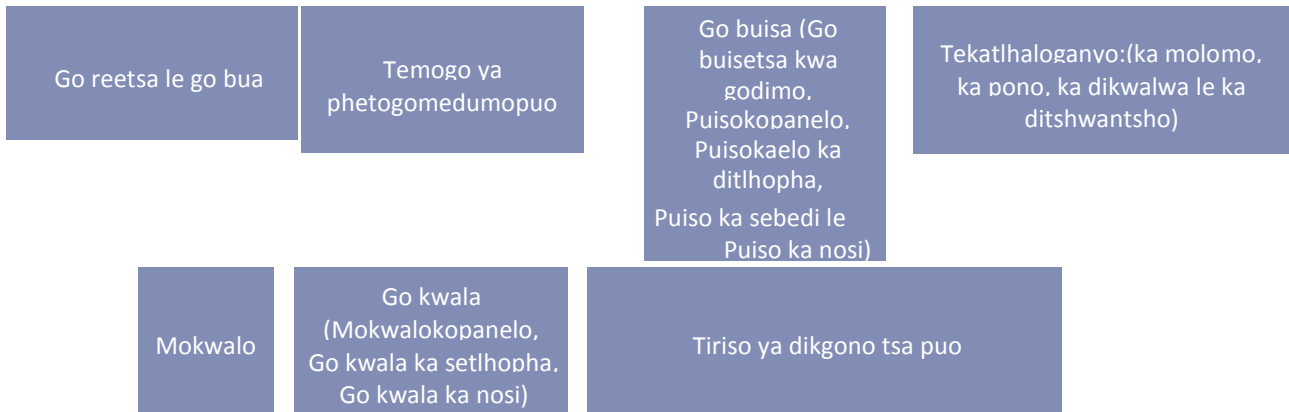 Go reetsa le go bua
Temogo ya
phetogomedumopuo
Go buisa (Go
buisetsa kwa
godimo,
Puisokopanelo,
Puisokaelo ka
ditlhopha,
Puiso ka sebedi le
Puiso ka nosi)
Tekatlhaloganyo:(ka molomo,
ka pono, ka dikwalwa le ka
ditshwantsho)
Mokwalo
Go kwala
(Mokwalokopanelo,
Go kwala ka setlhopha,
Go kwala ka nosi)
Tiriso ya dikgono tsa puo